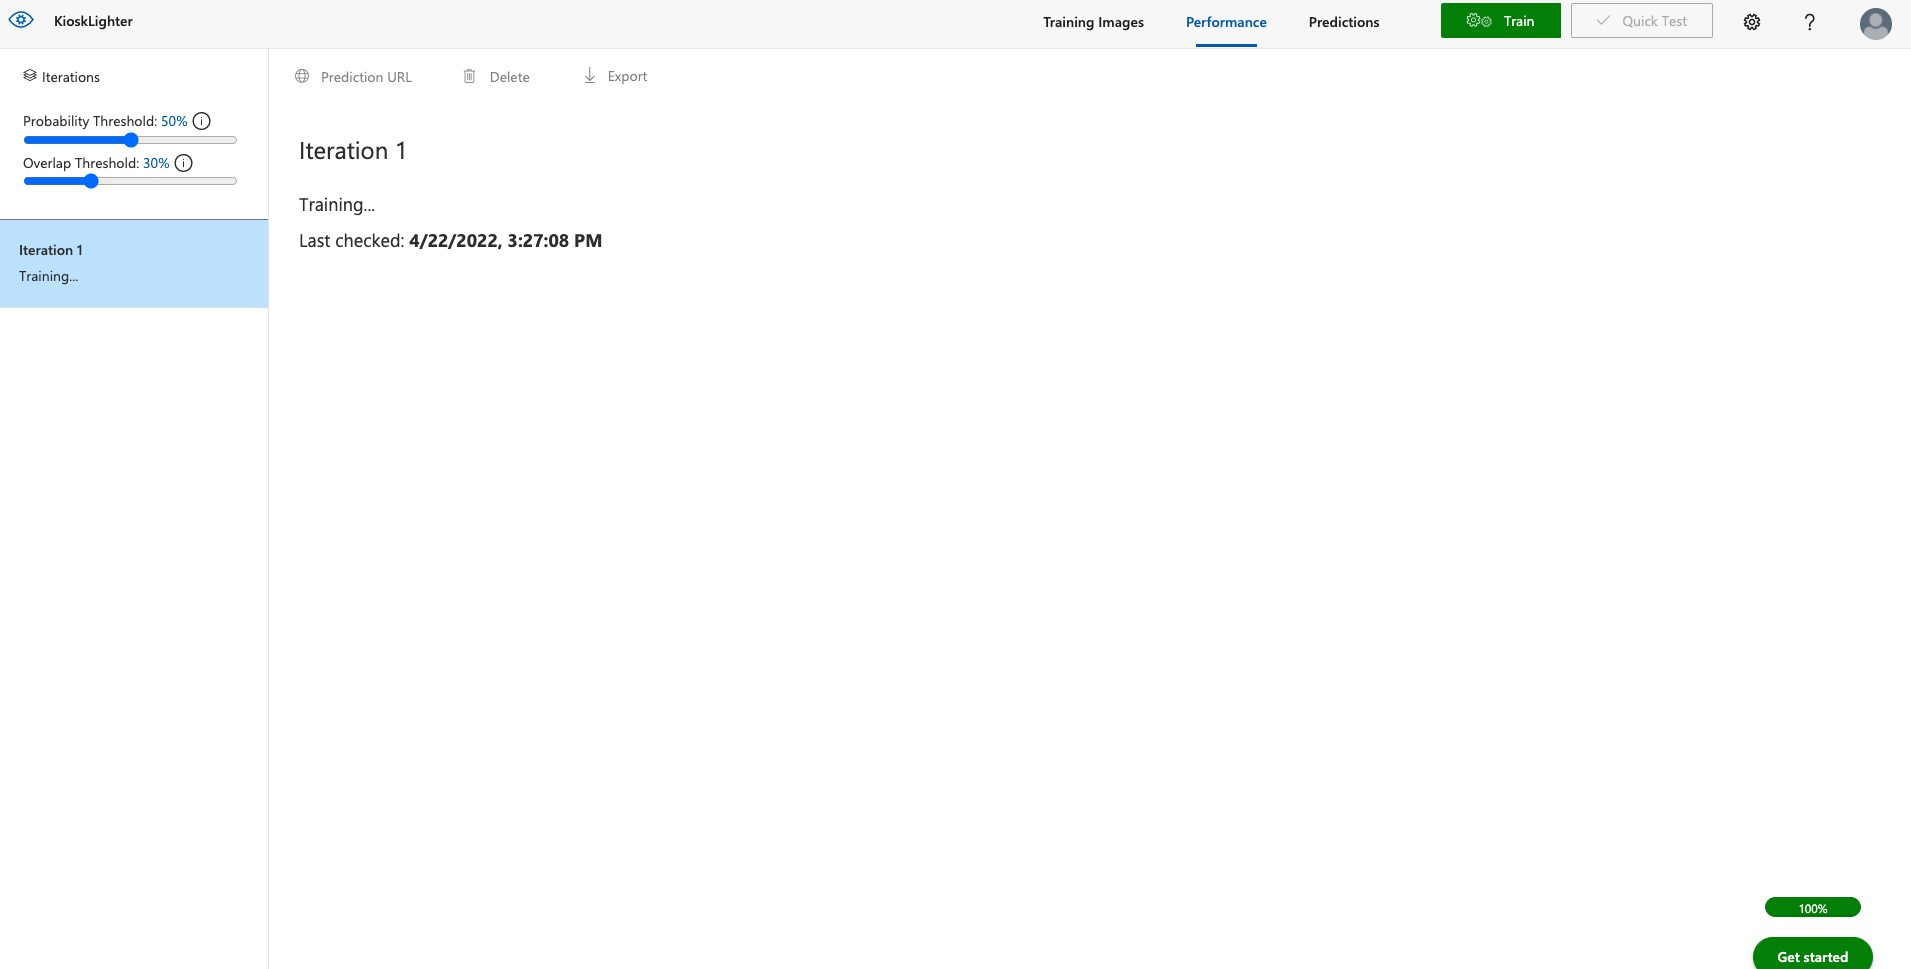 KioskLighter
Training Images
Performance
Predictions
Train
Quick Test
?
Iterations
Probability Threshold: 50% i
Overlap Threshold: 30% i
Iteration 1
Training...
Prediction URL
Delete
Export
Iteration 1
Training...
Last checked: 4/22/2022, 3:27:08 PM
100%
Get started